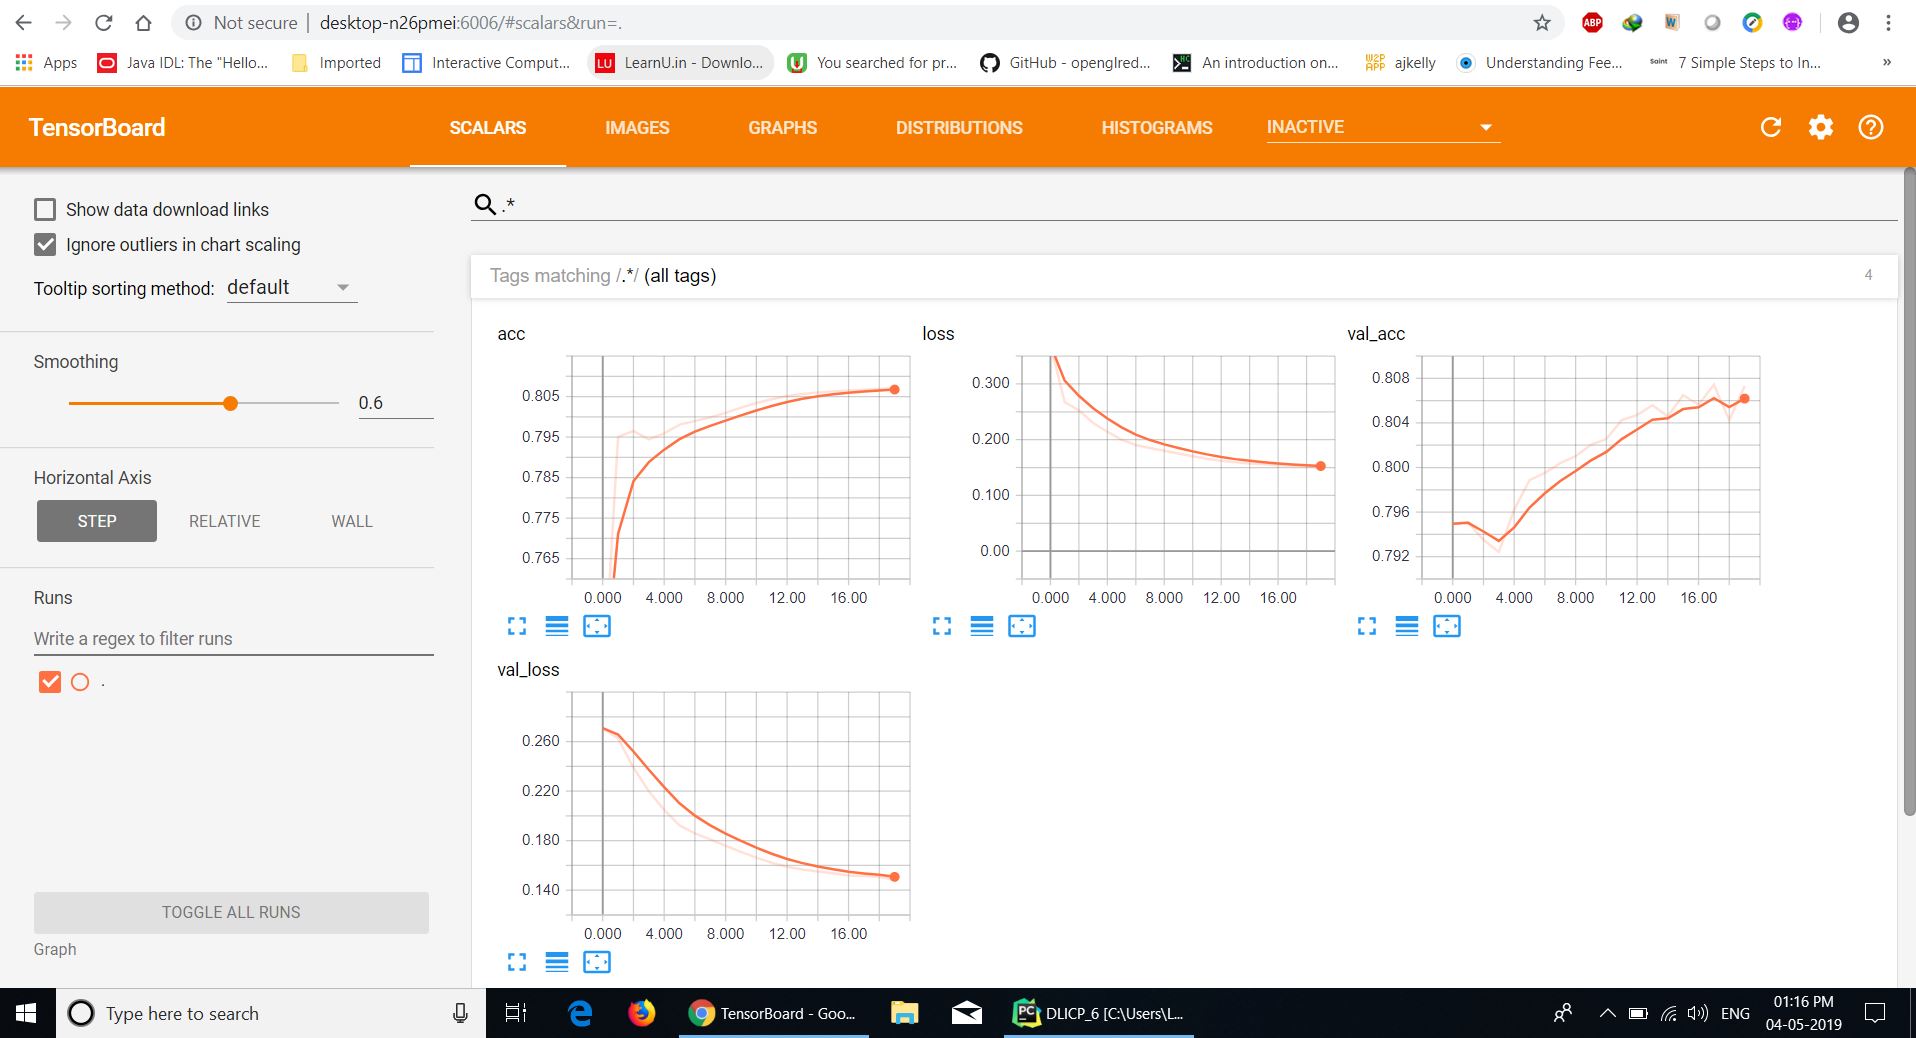 Not secure desktop-n26pmei:6006/#scalars&run=.
ABP
Apps Java IDL: The "Hello... Imported Interactive Comput... LU LearnU.in - Downlo... You searched for pr... GitHub - openglred... HC An introduction on... W2P APP ajkelly Understanding Fee... Saint 7 Simple Steps to In... »
TensorBoard SCALARS IMAGES GRAPHS DISTRIBUTIONS HISTOGRAMS INACTIVE
Show data download links
Ignore outliers in chart scaling
Tooltip sorting method: default
Smoothing
0.6
Horizontal Axis
STEP RELATIVE WALL
Runs
Write a regex to filter runs
.
TOGGLE ALL RUNS
Graph
.*
Tags matching /.*/ (all tags) 4
acc
0.805
0.795
0.785
0.775
0.765
0.000 4.000 8.000 12.00 16.00
loss
0.300
0.200
0.100
0.00
0.000 4.000 8.000 12.00 16.00
val_acc
0.808
0.804
0.800
0.796
0.792
0.000 4.000 8.000 12.00 16.00
val_loss
0.260
0.220
0.180
0.140
0.000 4.000 8.000 12.00 16.00
Type here to search TensorBoard - Goo... PC DLICP_6 [C:\Users\L... ENG
01:16 PM
04-05-2019